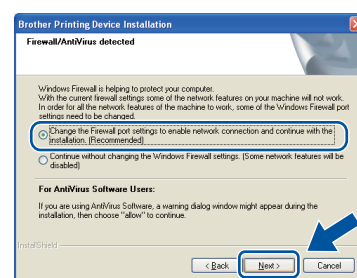 Brother Printing Device Installation
Firewall/AntiVirus detected
Windows Firewall is helping to protect your computer.
With the current firewall settings some of the network features on your machine will not work.
In order for all the network features of the machine to work, some of the Windows Firewall port
settings need to be changed.
Change the Firewall port settings to enable network connection and continue with the
installation. (Recommended)
Continue without changing the Windows Firewall settings. (Some network features will be
disabled)
For AntiVirus Software Users:
If you are using AntiVirus Software, a warning dialog window might appear during the
installation, then choose "allow" to continue.
InstallShield
< Back
Next >
Cancel